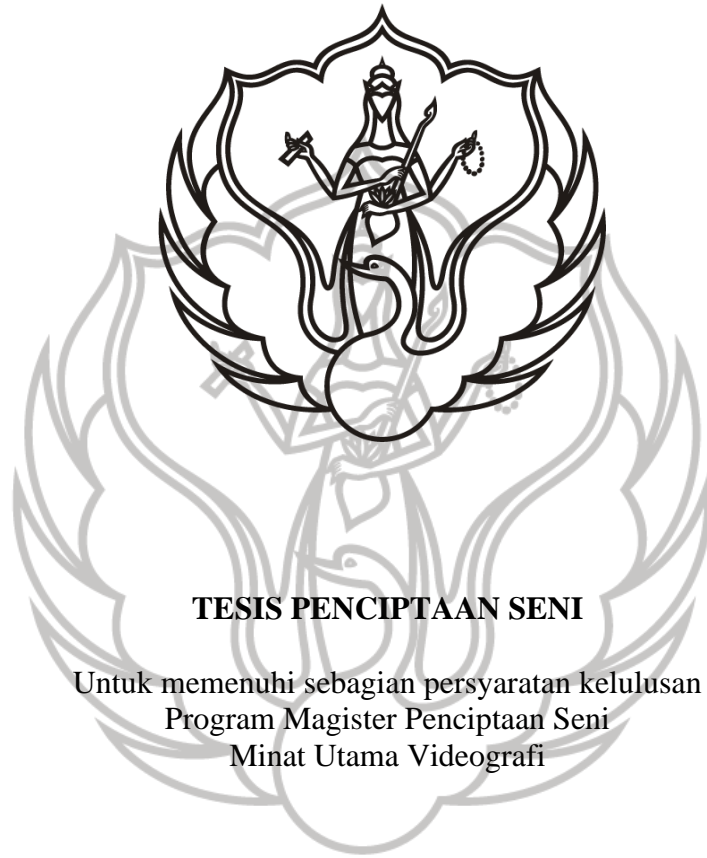 TESIS PENCIPTAAN SENI
Untuk memenuhi sebagian persyaratan kelulusan
Program Magister Penciptaan Seni
Minat Utama Videografi